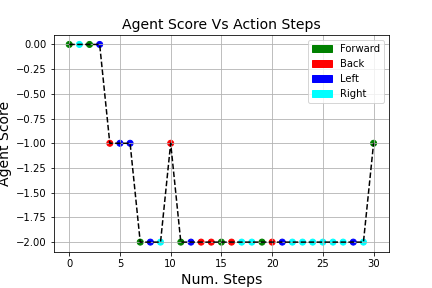 Agent Score Vs Action Steps
Agent Score
0.00
−0.25
−0.50
−0.75
−1.00
−1.25
−1.50
−1.75
−2.00
Forward
Back
Left
Right
0 5 10 15 20 25 30
Num. Steps